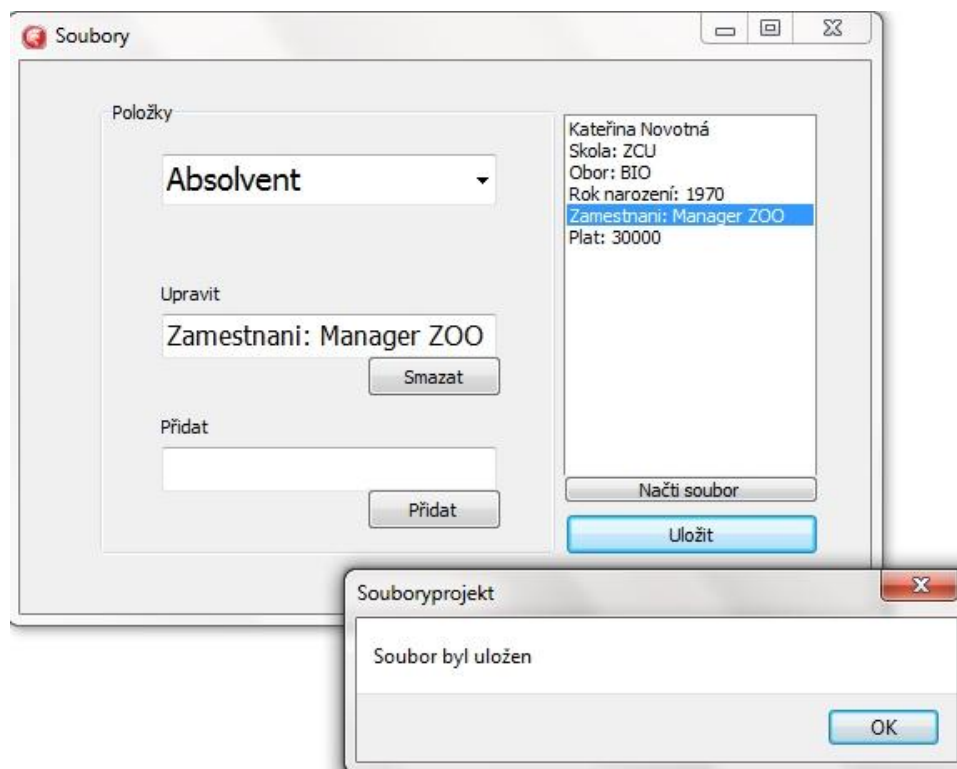 Soubory
Položky
Absolvent
Upravit
Zamestnani: Manager ZOO
Smazat
Přidat
Přidat
Kateřina Novotná
Skola: ZCU
Obor: BIO
Rok narození: 1970
Zamestnani: Manager ZOO
Plat: 30000
Načti soubor
Uložit
Souboryprojekt
Soubor byl uložen
OK